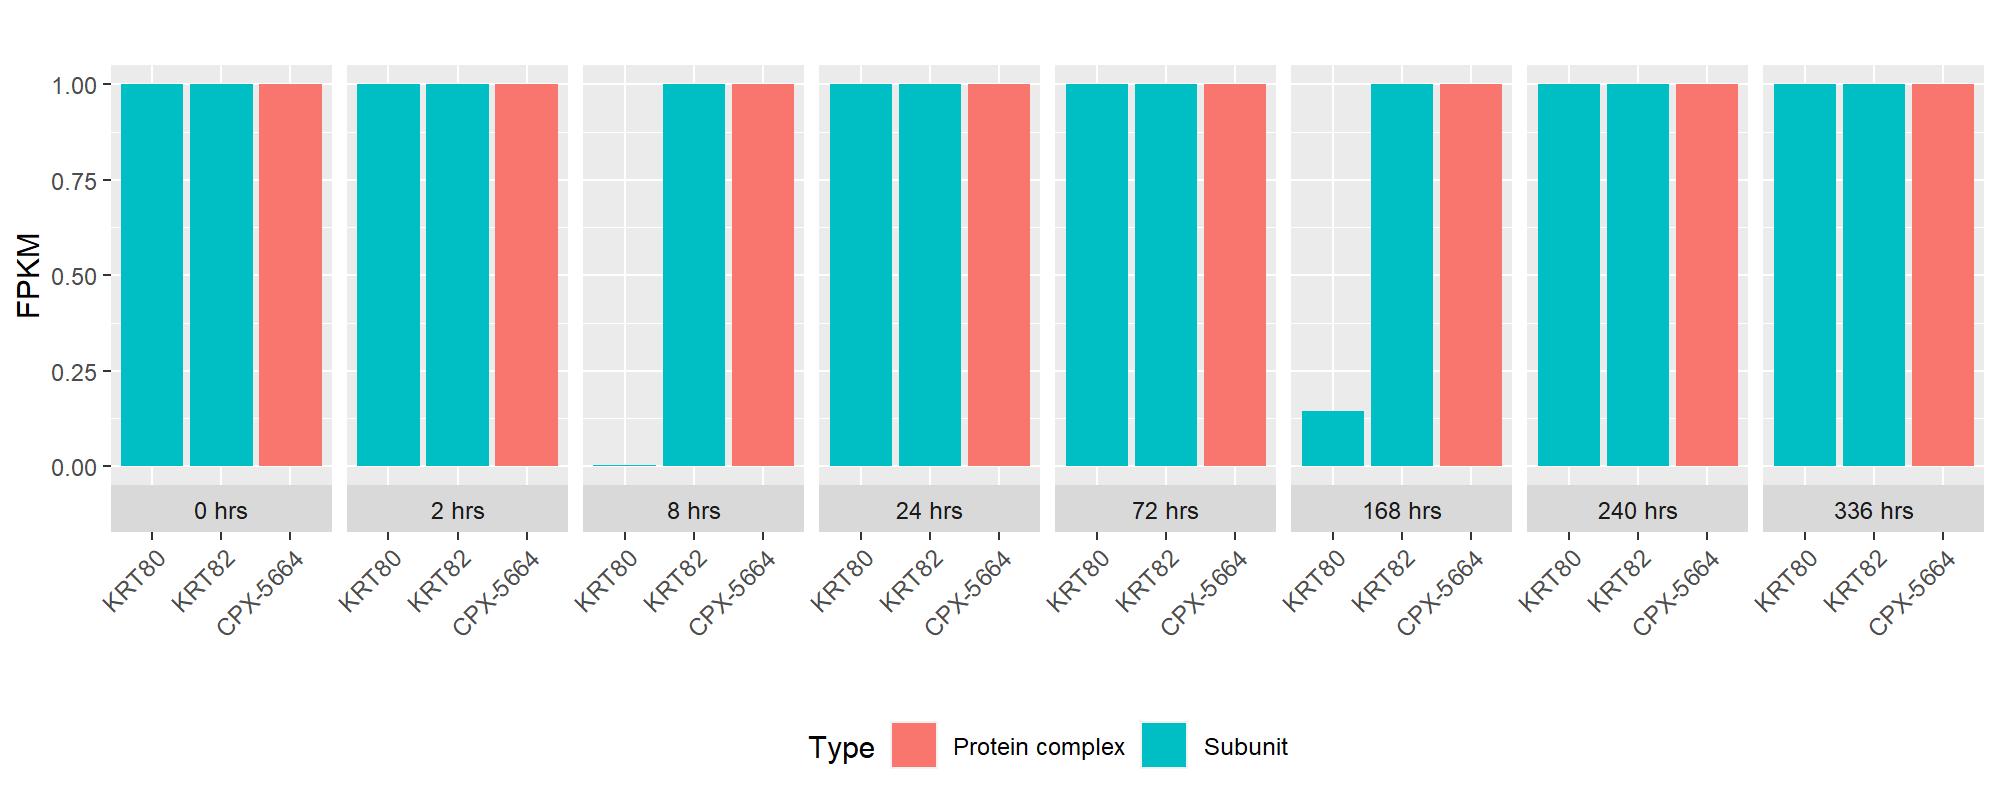 FPKM
1.00
0.75
0.50
0.25
0.00
0 hrs 2 hrs 8 hrs 24 hrs 72 hrs 168 hrs 240 hrs 336 hrs
KRT80 KRT82 CPX-5664 KRT80 KRT82 CPX-5664 KRT80 KRT82 CPX-5664 KRT80 KRT82 CPX-5664 KRT80 KRT82 CPX-5664 KRT80 KRT82 CPX-5664 KRT80 KRT82 CPX-5664 KRT80 KRT82 CPX-5664
Type Protein complex Subunit